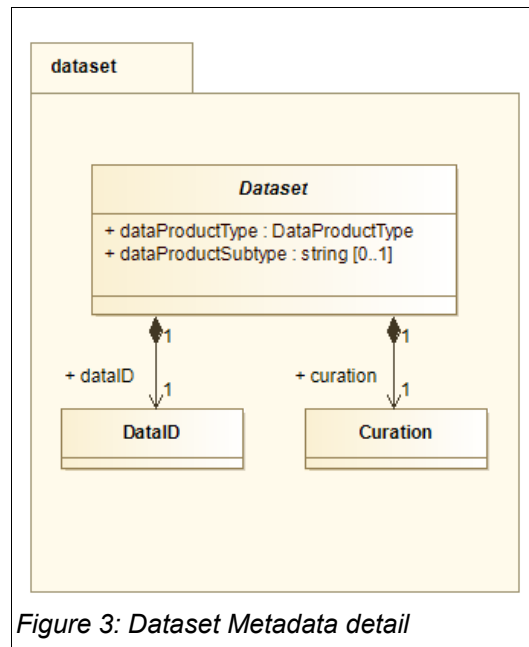 dataset
Dataset
+ dataProductType : DataProductType
+ dataProductSubtype : string [0..1]
1
1
+ dataID
+ curation
1
1
DataID
Curation
Figure 3: Dataset Metadata detail